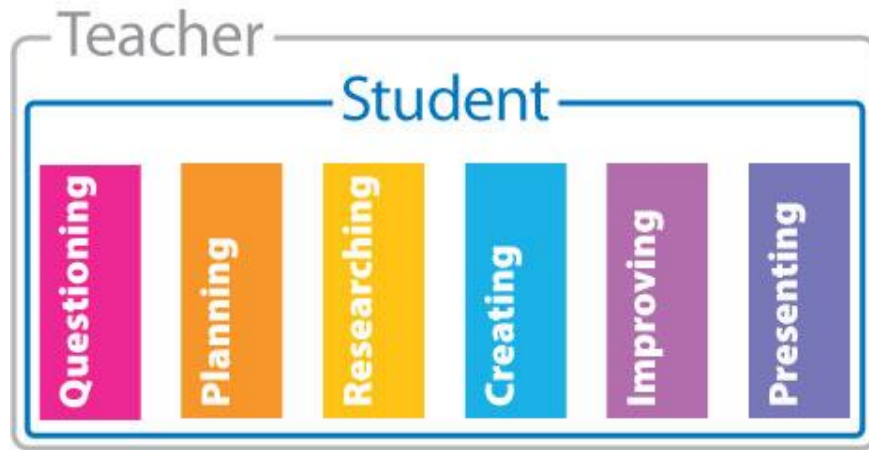 Teacher
Student
Questioning
Planning
Researching
Creating
Improving
Presenting